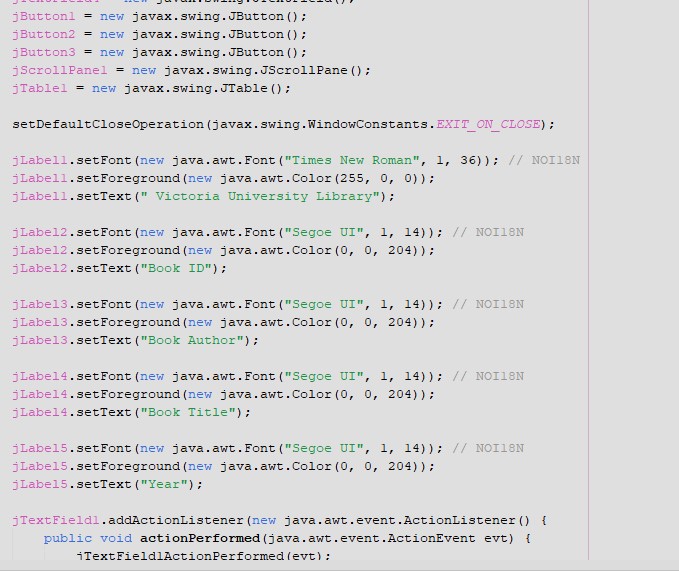 jButton1 = new javax.swing.JButton();
jButton2 = new javax.swing.JButton();
jButton3 = new javax.swing.JButton();
jScrollPane1 = new javax.swing.JScrollPane();
jTable1 = new javax.swing.JTable();
setDefaultCloseOperation(javax.swing.WindowConstants.EXIT_ON_CLOSE);
jLabel1.setFont(new java.awt.Font("Times New Roman", 1, 36)); // NOI18N
jLabel1.setForeground(new java.awt.Color(255, 0, 0));
jLabel1.setText(" Victoria University Library");
jLabel2.setFont(new java.awt.Font("Segoe UI", 1, 14)); // NOI18N
jLabel2.setForeground(new java.awt.Color(0, 0, 204));
jLabel2.setText("Book ID");
jLabel3.setFont(new java.awt.Font("Segoe UI", 1, 14)); // NOI18N
jLabel3.setForeground(new java.awt.Color(0, 0, 204));
jLabel3.setText("Book Author");
jLabel4.setFont(new java.awt.Font("Segoe UI", 1, 14)); // NOI18N
jLabel4.setForeground(new java.awt.Color(0, 0, 204));
jLabel4.setText("Book Title");
jLabel5.setFont(new java.awt.Font("Segoe UI", 1, 14)); // NOI18N
jLabel5.setForeground(new java.awt.Color(0, 0, 204));
jLabel5.setText("Year");
jTextField1.addActionListener(new java.awt.event.ActionListener() {
public void actionPerformed(java.awt.event.ActionEvent evt) {
jTextField1ActionPerformed(evt);